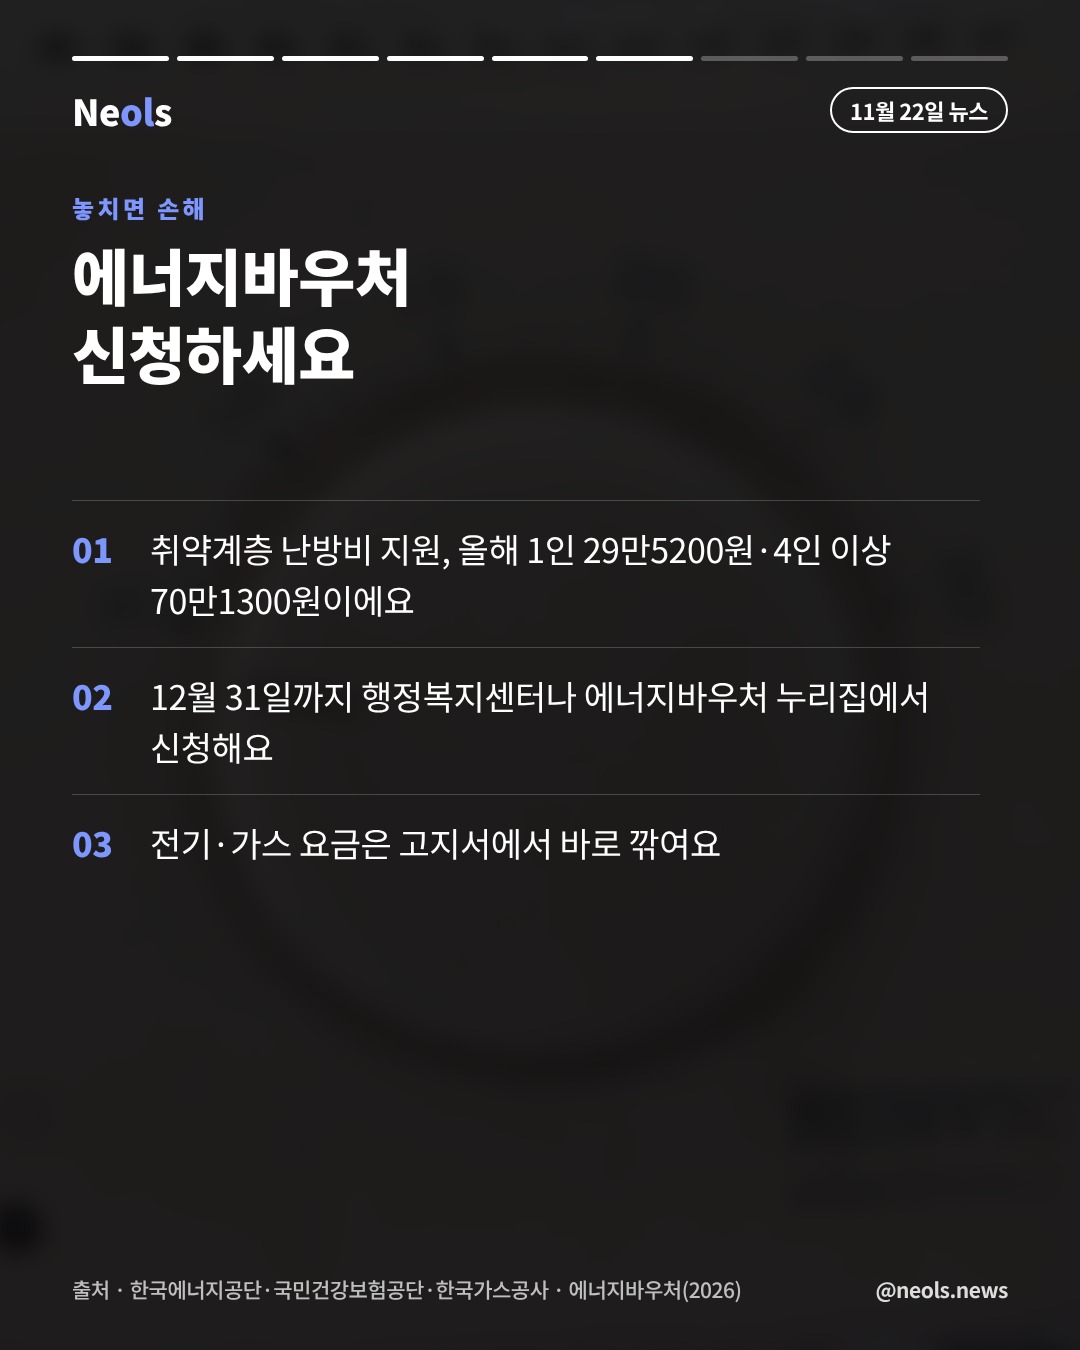 Neols
11월 22일 뉴스
놓치면 손해
에너지바우처
신청하세요
01 취약계층 난방비 지원, 올해 1인 29만5200원·4인 이상
70만1300원이에요
02 12월 31일까지 행정복지센터나 에너지바우처 누리집에서
신청해요
03 전기·가스 요금은 고지서에서 바로 깎여요
출처 · 한국에너지공단·국민건강보험공단·한국가스공사 · 에너지바우처(2026)
@neols.news